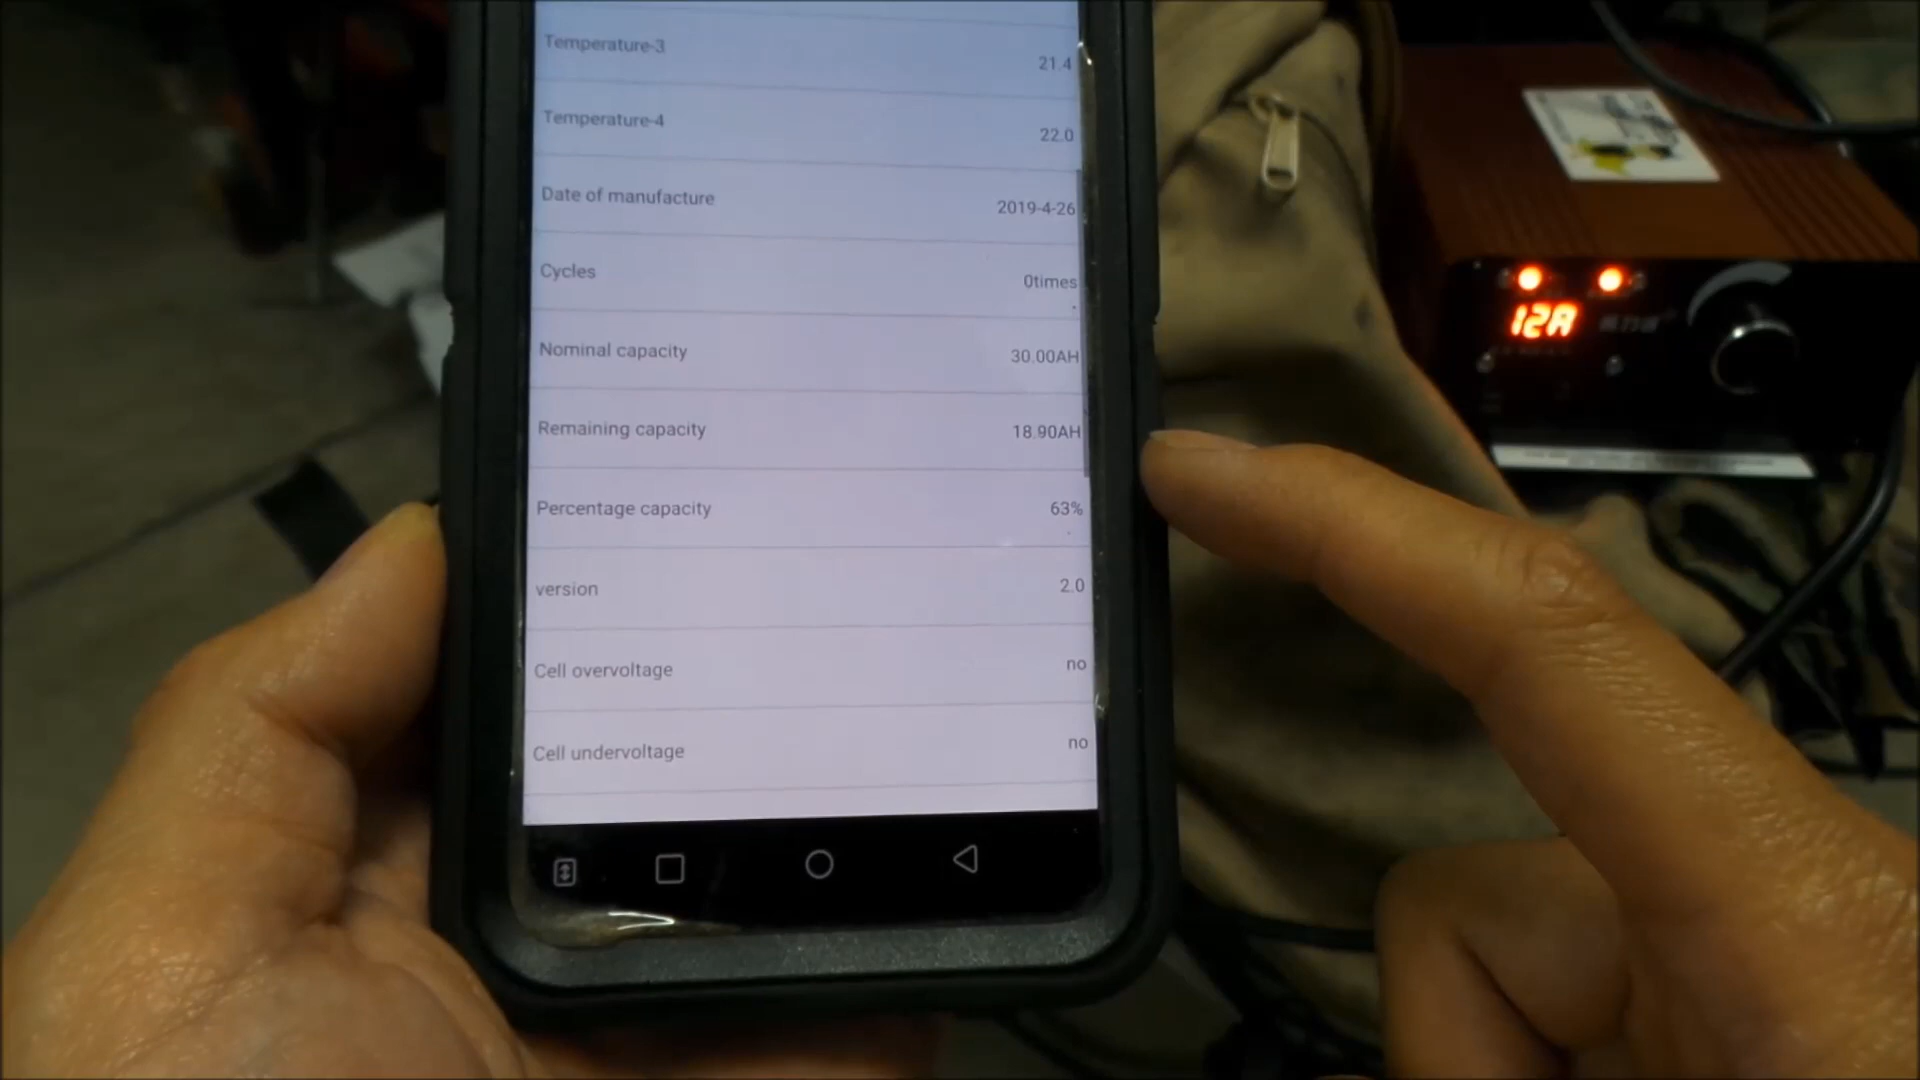 Temperature-3 21.4
Temperature-4 22.0
Date of manufacture 2019-4-26
Cycles 0times
Nominal capacity 30.00AH
Remaining capacity 18.90AH
Percentage capacity 63%
version 2.0
Cell overvoltage no
Cell undervoltage no
12A